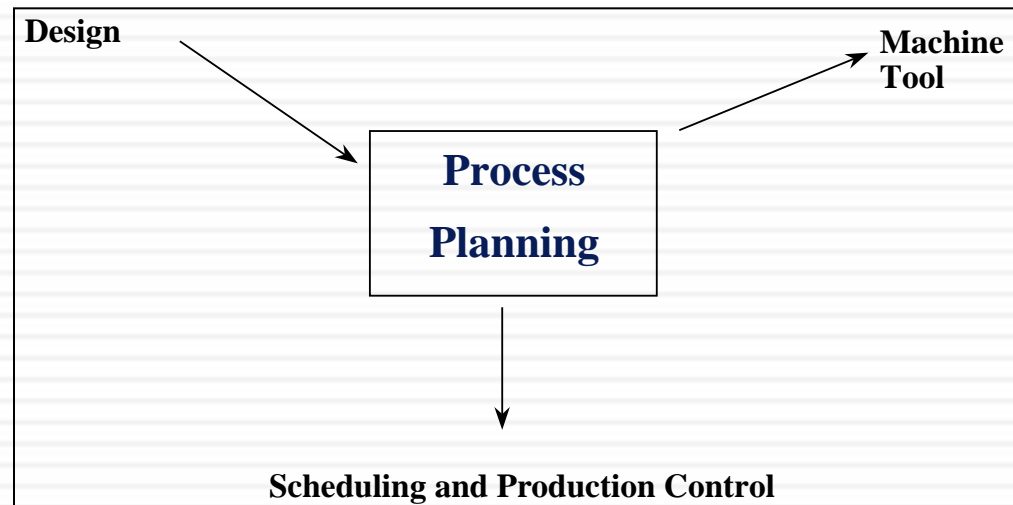 Design
Machine
Tool
Process
Planning
Scheduling and Production Control